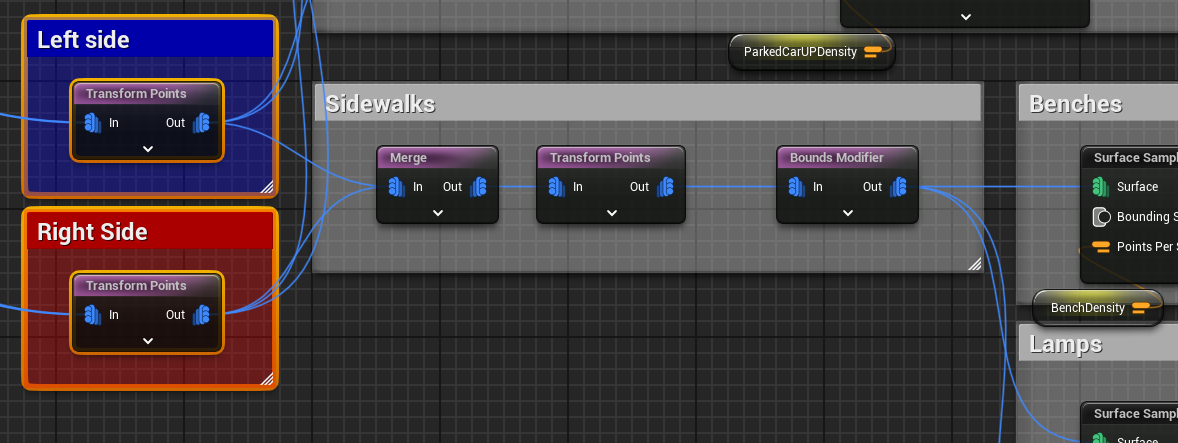 Left side
Transform Points
In
Out
Right Side
Transform Points
In
Out
ParkedCarUPDensity
Sidewalks
Merge
In
Out
Transform Points
In
Out
Bounds Modifier
In
Out
Benches
Surface Sampl
Surface
Bounding S
Points Per S
BenchDensity
Lamps
Surface Sampl
Surface